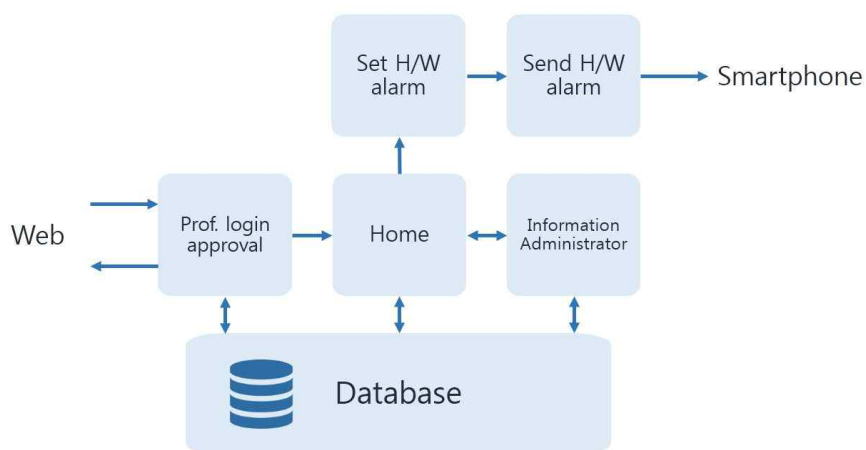 Set H/W
alarm
Send H/W
alarm
Smartphone
Web
Prof. login
approval
Home
Information
Administrator
Database